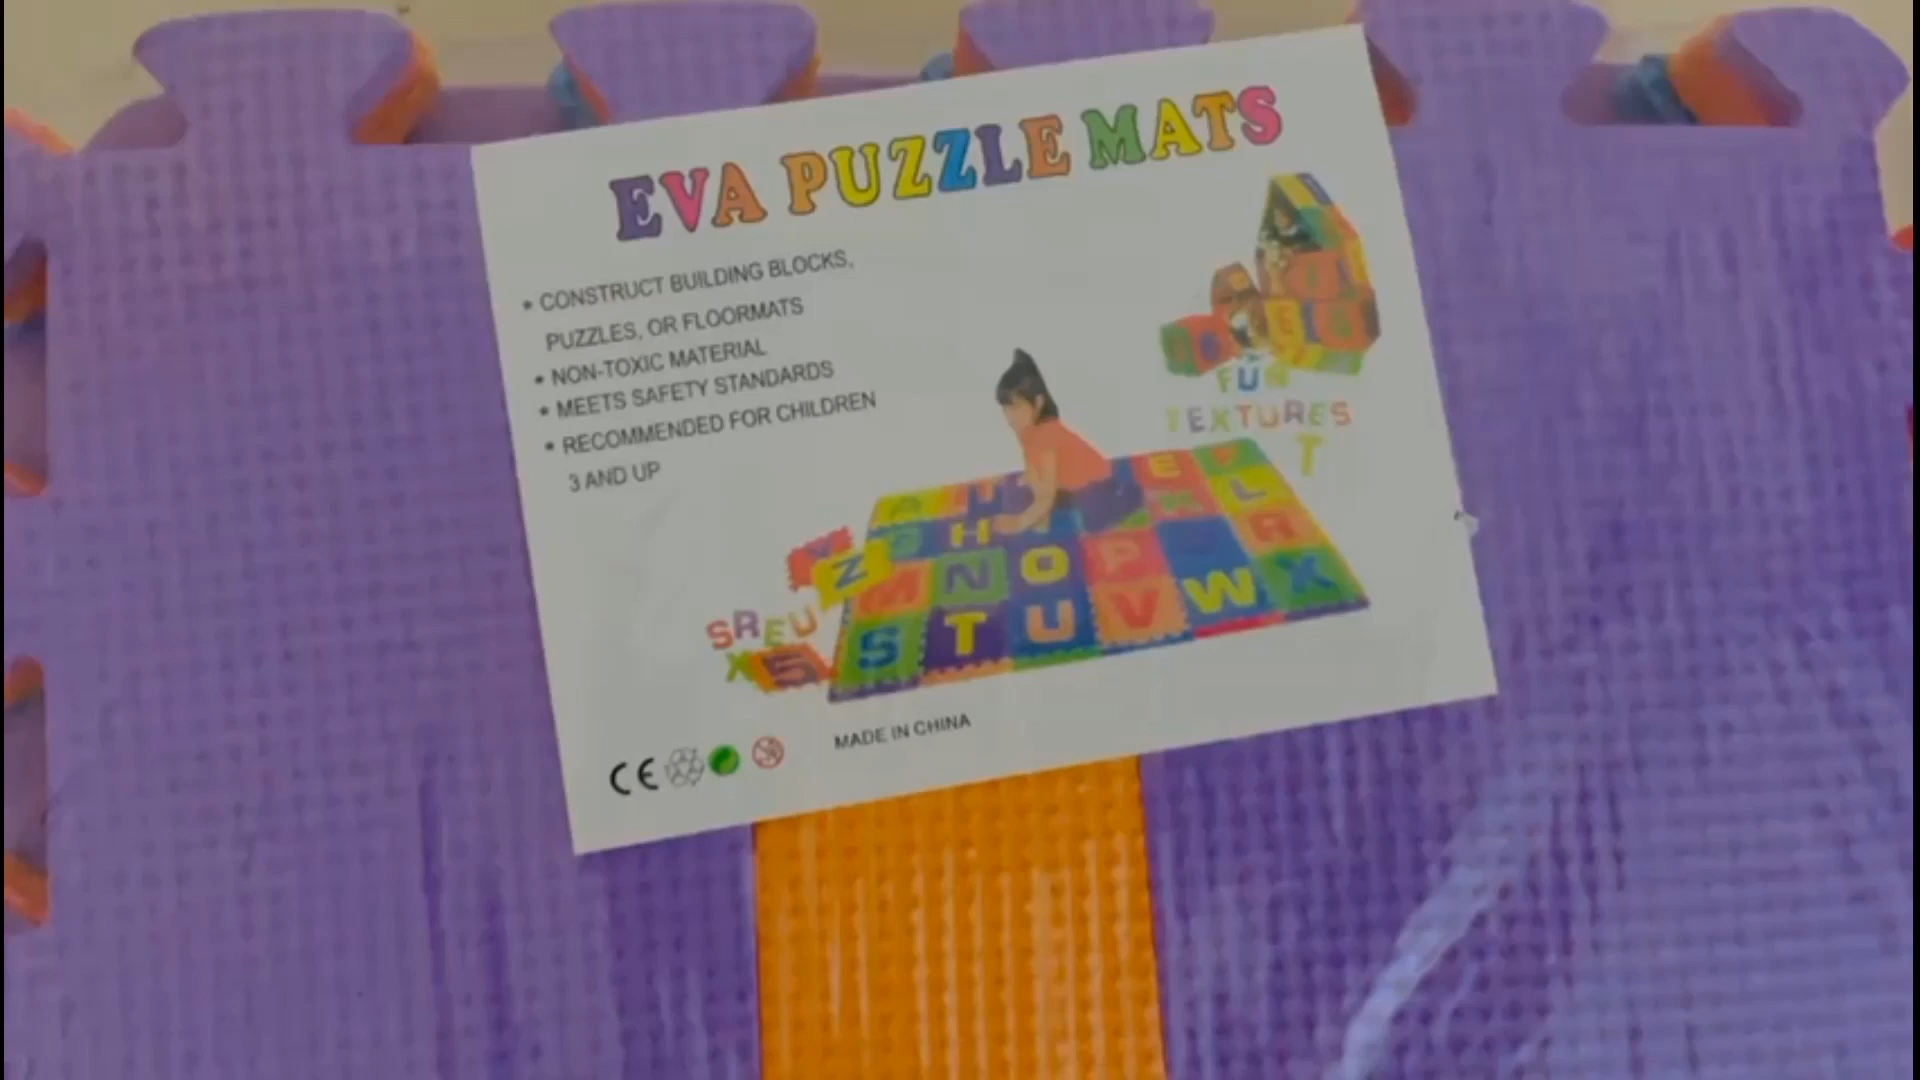 EVA PUZZLE MATS
* CONSTRUCT BUILDING BLOCKS,
PUZZLES, OR FLOORMATS
* NON-TOXIC MATERIAL
* MEETS SAFETY STANDARDS
* RECOMMENDED FOR CHILDREN
3 AND UP
FUN
TEXTURES
T
E
L
H
R
Z
M N O P
SREU
S T U V W X
X S
CE
MADE IN CHINA